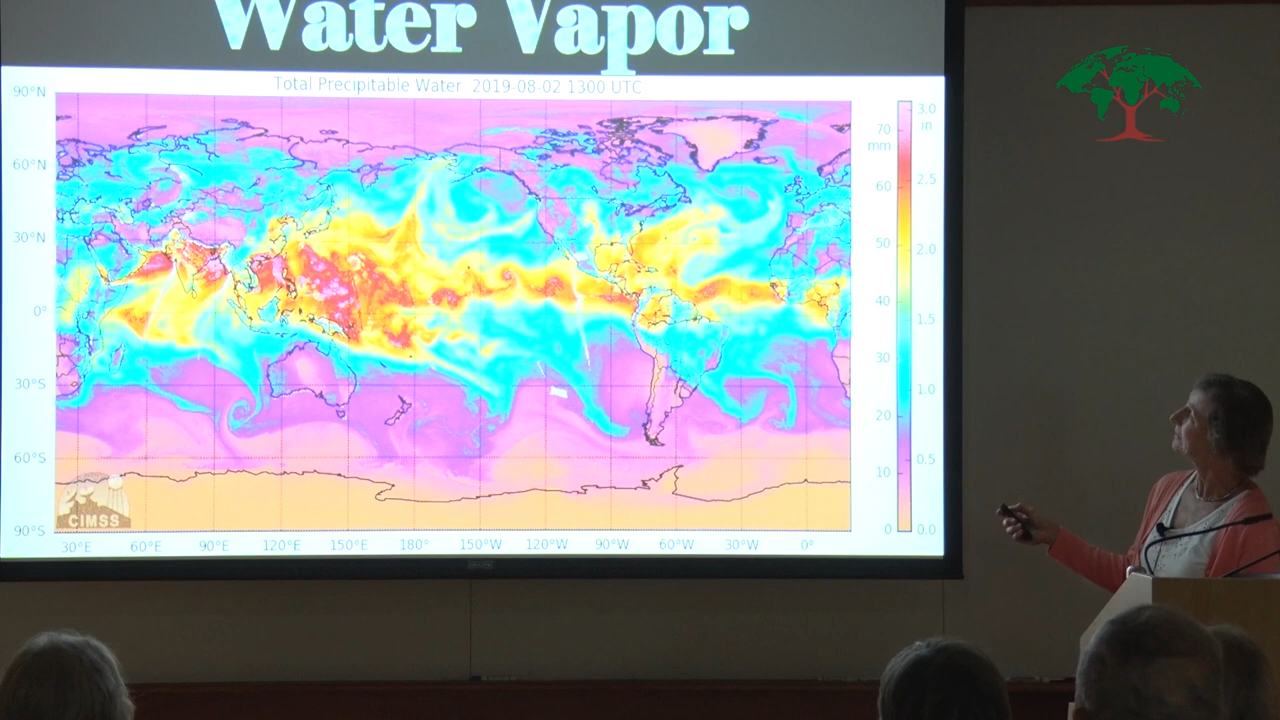 Water Vapor
Total Precipitable Water 2019-08-02 1300 UTC
90°N
60°N
30°N
0°
30°S
60°S
90°S
30°E 60°E 90°E 120°E 150°E 180° 150°W 120°W 90°W 60°W 30°W 0°
70
mm
60
50
40
30
20
10
0
3.0
in
2.5
2.0
1.5
1.0
0.5
0.0
CIMSS